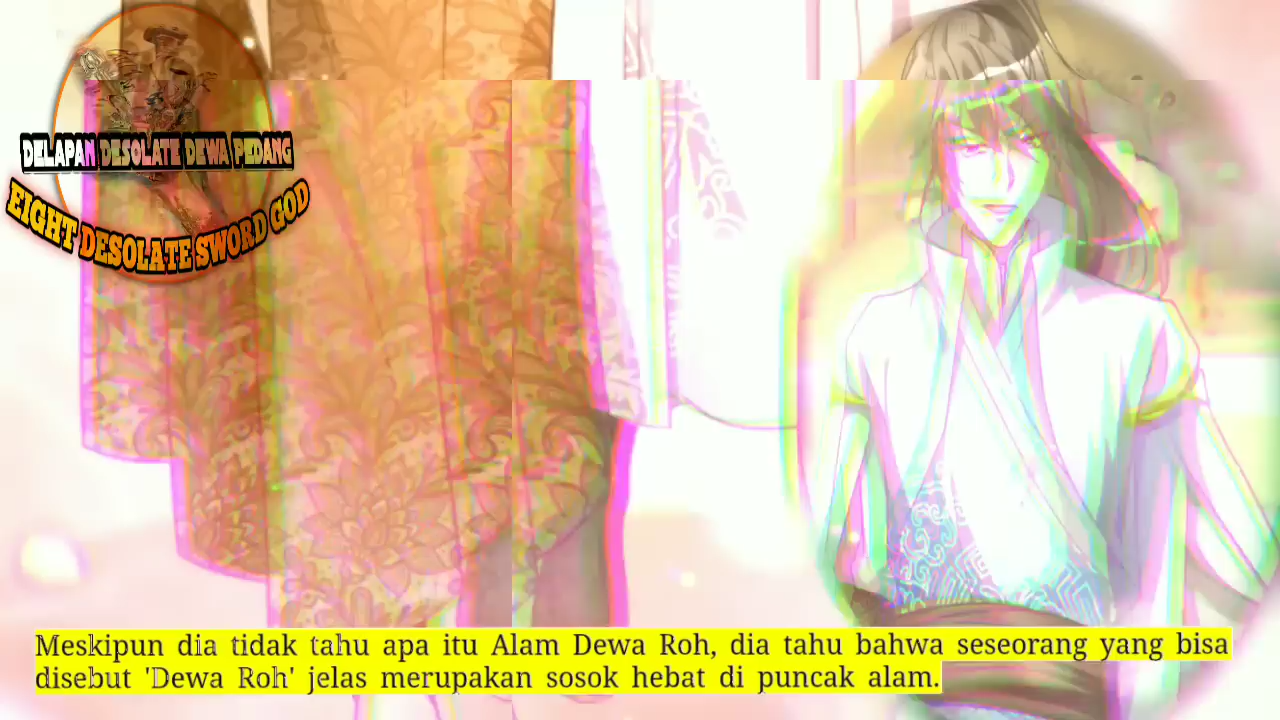 DELAPAN DESOLATE DEWA PEDANG
EIGHT DESOLATE SWORD GOD
Meskipun dia tidak tahu apa itu Alam Dewa Roh, dia tahu bahwa seseorang yang bisa
disebut 'Dewa Roh' jelas merupakan sosok hebat di puncak alam.